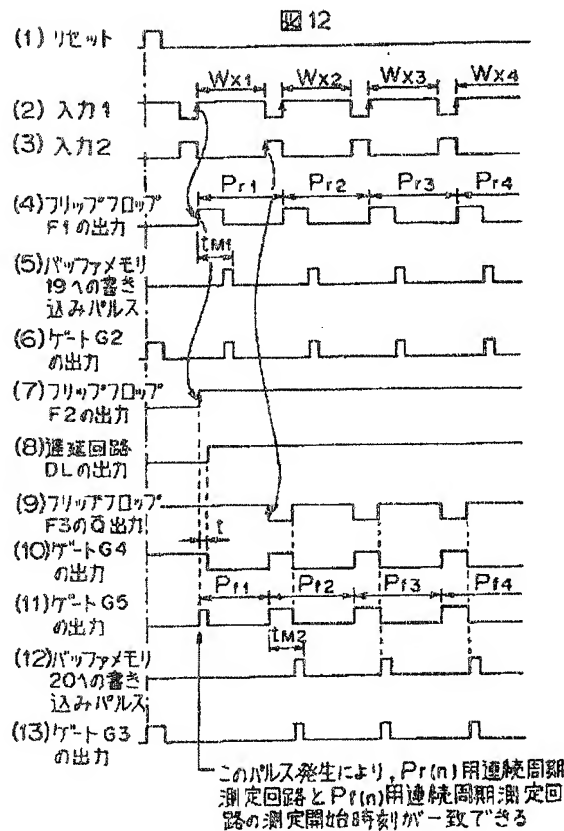 図12
(1) リセット
Wx1 Wx2 Wx3 Wx4
(2) 入力1
(3) 入力2
Pr1 Pr2 Pr3 Pr4
(4)フリップフロップ
F1の出力
tM1
(5)バッファメモリ
19への書き
込みパルス
(6)ゲートG2
の出力
(7)フリップフロップ
F2の出力
(8)遅延回路
DLの出力
(9)フリップフロップ
F3のQ̄出力
t
(10)ゲートG4
の出力
Pf1 Pf2 Pf3 Pf4
(11)ゲートG5
の出力
tM2
(12)バッファメモリ
20への書き
込みパルス
(13)ゲートG3
の出力
このパルス発生により,Pr(n)用連続周期
測定回路とPf(n)用連続周期測定回
路の測定開始時刻が一致できる